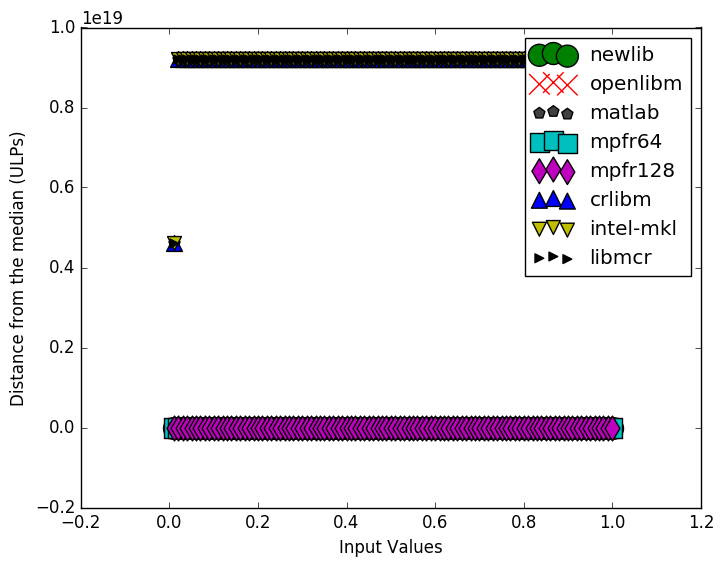 1e19
1.0
0.8
0.6
0.4
0.2
0.0
−0.2
−0.2
0.0
0.2
0.4
0.6
0.8
1.0
1.2
Distance from the median (ULPs)
Input Values
newlib
openlibm
matlab
mpfr64
mpfr128
crlibm
intel-mkl
libmcr